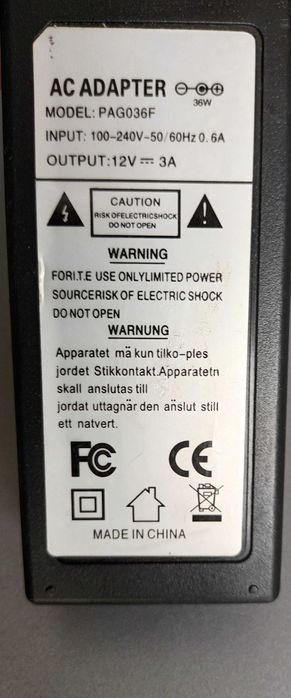 AC ADAPTER
36W
MODEL: PAG036F
INPUT: 100-240V~50/60Hz 0.6A
OUTPUT:12V⎓3A
CAUTION
RISK OFELECTRICSHOCK
DO NOT OPEN
WARNING
FORI.T.E USE ONLYLIMITED POWER
SOURCERISK OF ELECTRIC SHOCK
DO NOT OPEN
WARNUNG
Apparatet må kun tilko-ples
jordet Stikkontakt.Apparatetn
skall anslutas till
jordat uttagnär den anslut still
ett natvert.
FC CE
MADE IN CHINA